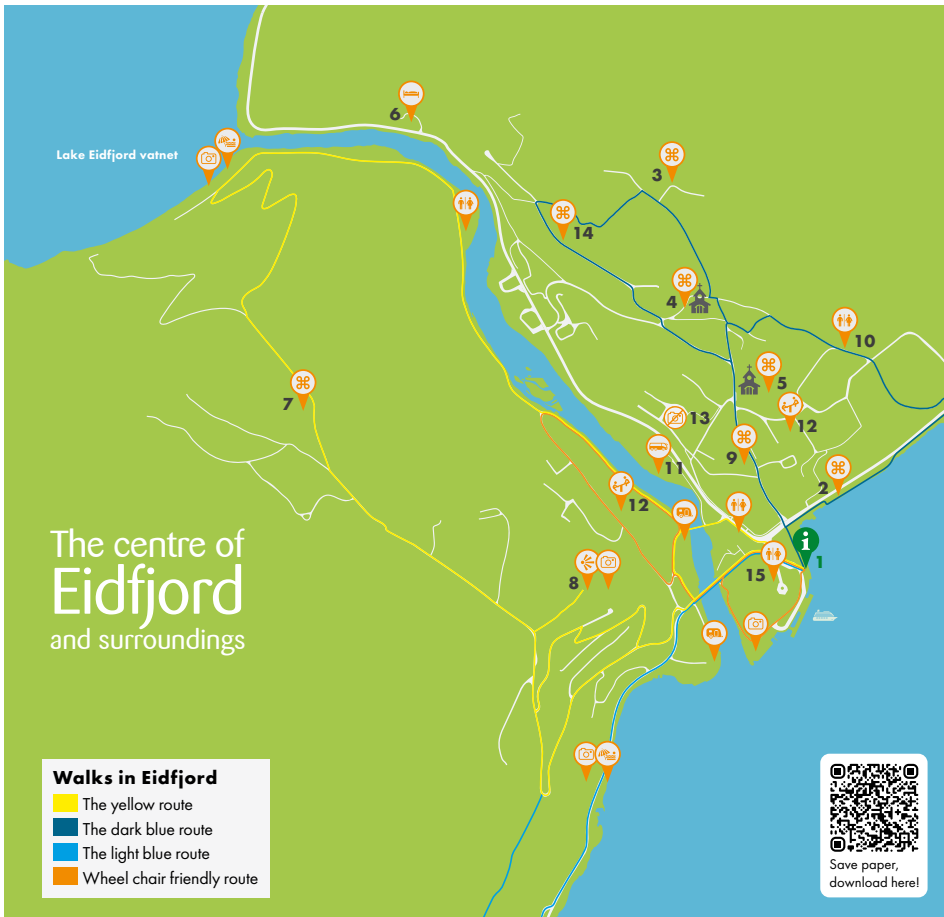 6
Lake Eidfjord vatnet
3
14
4
10
5
7
13
12
9
11
2
12
The centre of
Eidfjord
and surroundings
i
1
8
15
Walks in Eidfjord
The yellow route
The dark blue route
The light blue route
Wheel chair friendly route
Save paper,
download here!